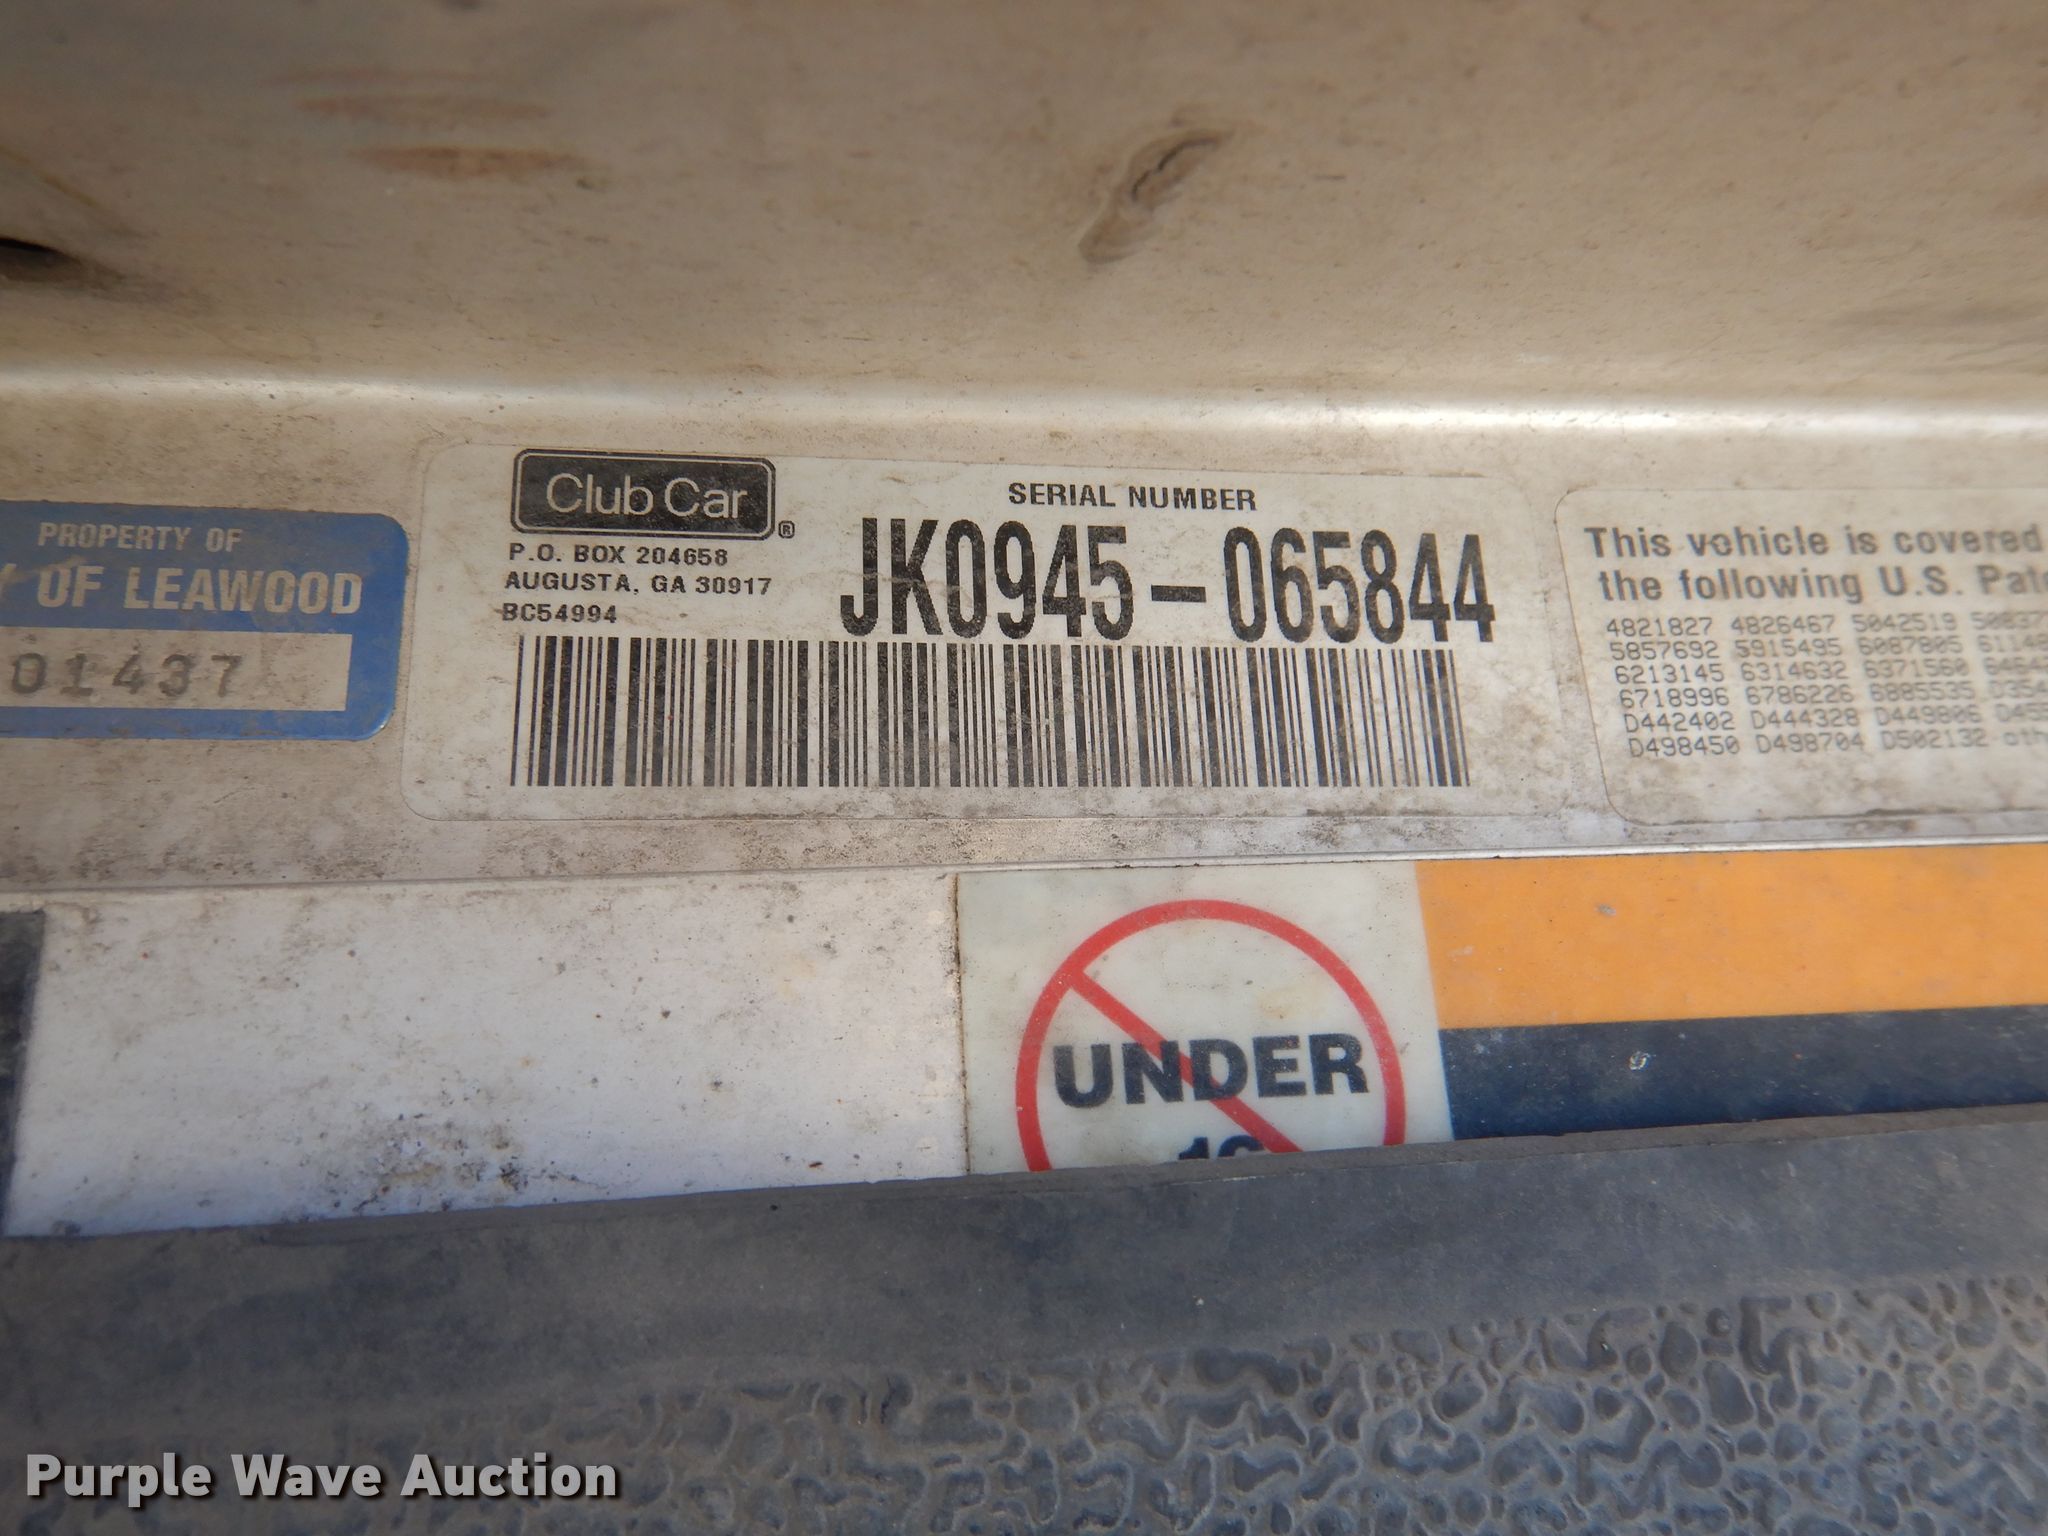 PROPERTY OF
OF LEAWOOD
01437
Club Car®
P.O. BOX 204658
AUGUSTA, GA 30917
BC54994
SERIAL NUMBER
JK0945-065844
This vehicle is covered
the following U.S.
4821827 4826467 5042519
5857692 5915495 6087805
6213145 6314632 6371560
6718996 6786226 6885535
D442402 D444328 D449806
D498450 D498704 D502132
UNDER
Purple Wave Auction